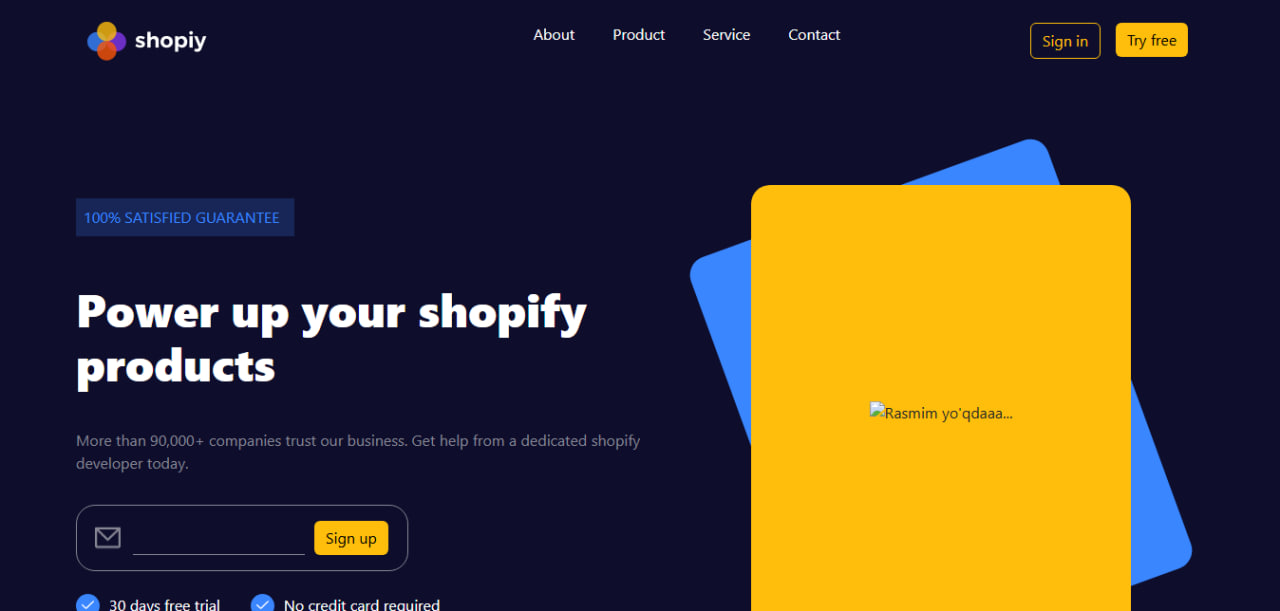 shopiy
About Product Service Contact
Sign in Try free
100% SATISFIED GUARANTEE
Power up your shopify
products
More than 90,000+ companies trust our business. Get help from a dedicated shopify
developer today.
Sign up
30 days free trial No credit card required
Rasmim yo'qdaaa...